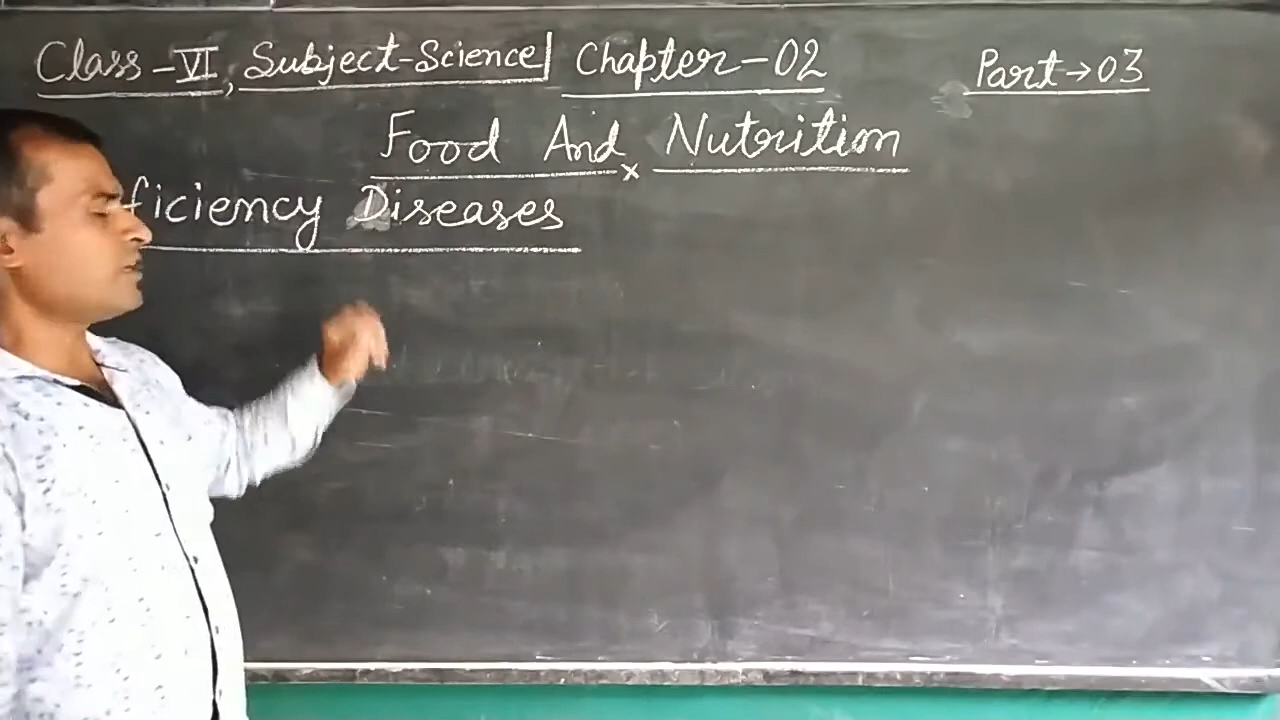 Class-VI, Subject-Science| Chapter-02 Part→03
Food And Nutrition
ficiency Diseases